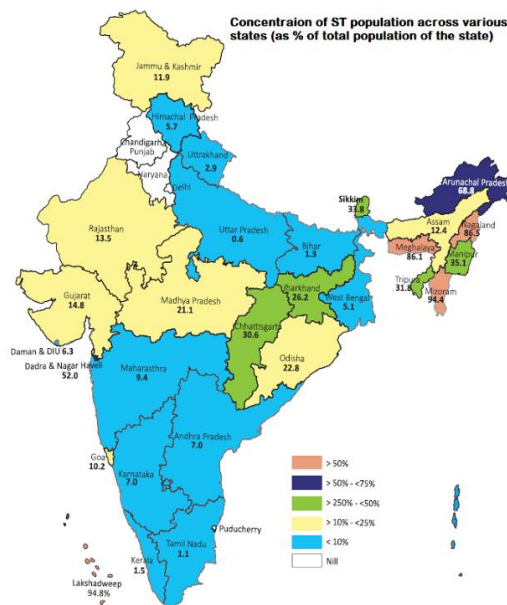 Concentraion of ST population across various
states (as % of total population of the state)
Jammu & Kashmir
11.9
Himachal Pradesh
5.7
Chandigarh
Punjab
Uttrakhand
2.9
Haryana
Delhi
Rajasthan
13.5
Uttar Pradesh
0.6
Bihar
1.3
Sikkim
33.8
Arunachal Pradesh
68.8
Assam
12.4
Nagaland
86.5
Meghalaya
86.1
Manipur
35.1
Tripura
31.8
Mizoram
94.4
Gujarat
14.8
Madhya Pradesh
21.1
Jharkhand
26.2
West Bengal
5.1
Chhattisgarh
30.6
Daman & DIU 6.3
Dadra & Nagar Haveli
52.0
Odisha
22.8
Maharasthra
9.4
Andhra Pradesh
7.0
Goa
10.2
Karnataka
7.0
Puducherry
Tamil Nadu
1.1
Kerala
1.5
Lakshadweep
94.8%
> 50%
> 50% - <75%
> 250% - <50%
> 10% - <25%
< 10%
Nill